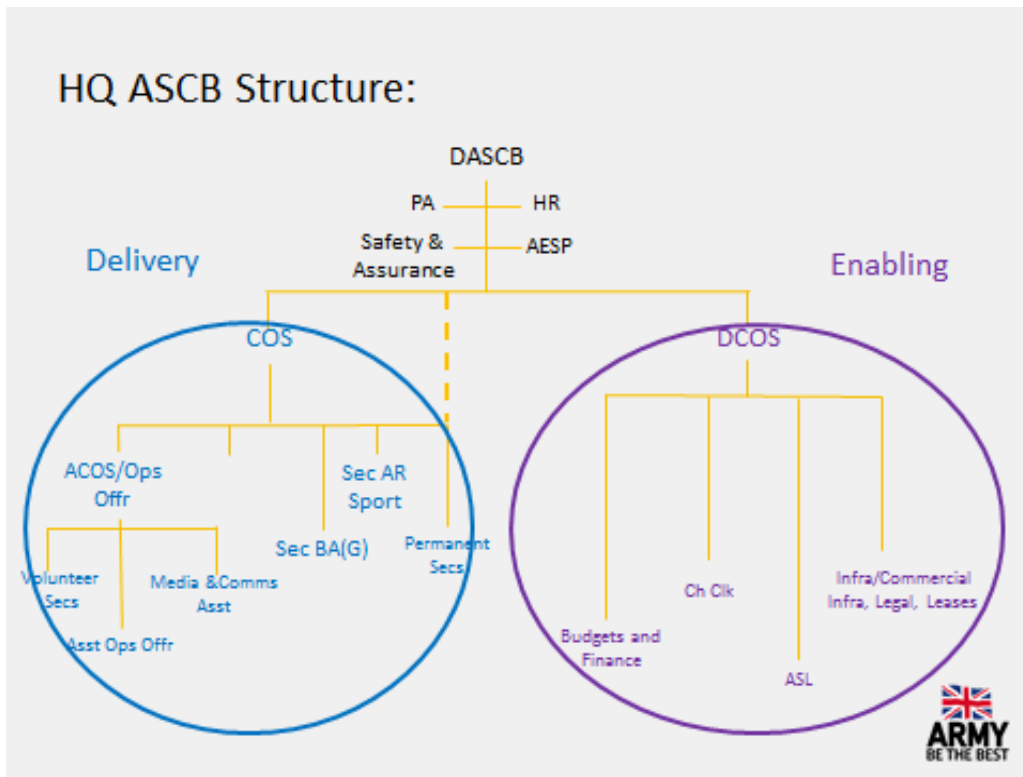 HQ ASCB Structure:
DASCB
PA
HR
Safety &
Assurance
AESP
Delivery
Enabling
COS
DCOS
ACOS/Ops
Offr
Sec AR
Sport
Sec BA(G)
Permanent
Secs
Volunteer
Secs
Media &Comms
Asst
Asst Ops Offr
Budgets and
Finance
Ch Clk
ASL
Infra/Commercial
Infra, Legal, Leases
ARMY
BE THE BEST